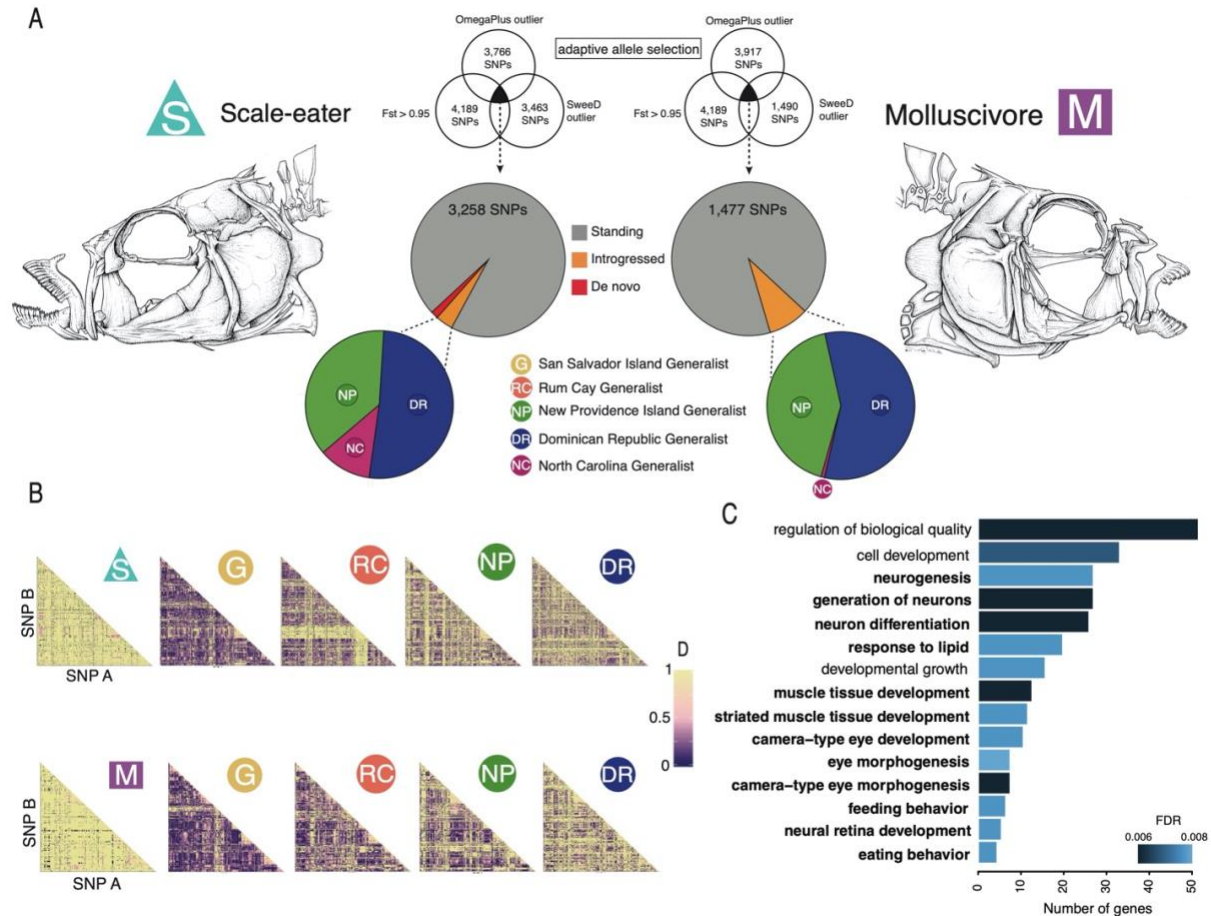 A
OmegaPlus outlier
3,766
SNPs
Fst > 0.95
4,189
SNPs
3,463
SNPs
SweeD
outlier
adaptive allele selection
OmegaPlus outlier
3,917
SNPs
Fst > 0.95
4,189
SNPs
1,490
SNPs
SweeD
outlier
S
Scale-eater
Molluscivore
M
3,258 SNPs
Standing
Introgressed
De novo
1,477 SNPs
NP
DR
NC
G San Salvador Island Generalist
RC Rum Cay Generalist
NP New Providence Island Generalist
DR Dominican Republic Generalist
NC North Carolina Generalist
NP
DR
NC
B
S
G
RC
NP
DR
SNP B
SNP A
D
1
0.5
0
M
G
RC
NP
DR
SNP B
SNP A
C
regulation of biological quality
cell development
neurogenesis
generation of neurons
neuron differentiation
response to lipid
developmental growth
muscle tissue development
striated muscle tissue development
camera-type eye development
eye morphogenesis
camera-type eye morphogenesis
feeding behavior
neural retina development
eating behavior
FDR
0.006 0.008
0 10 20 30 40 50
Number of genes